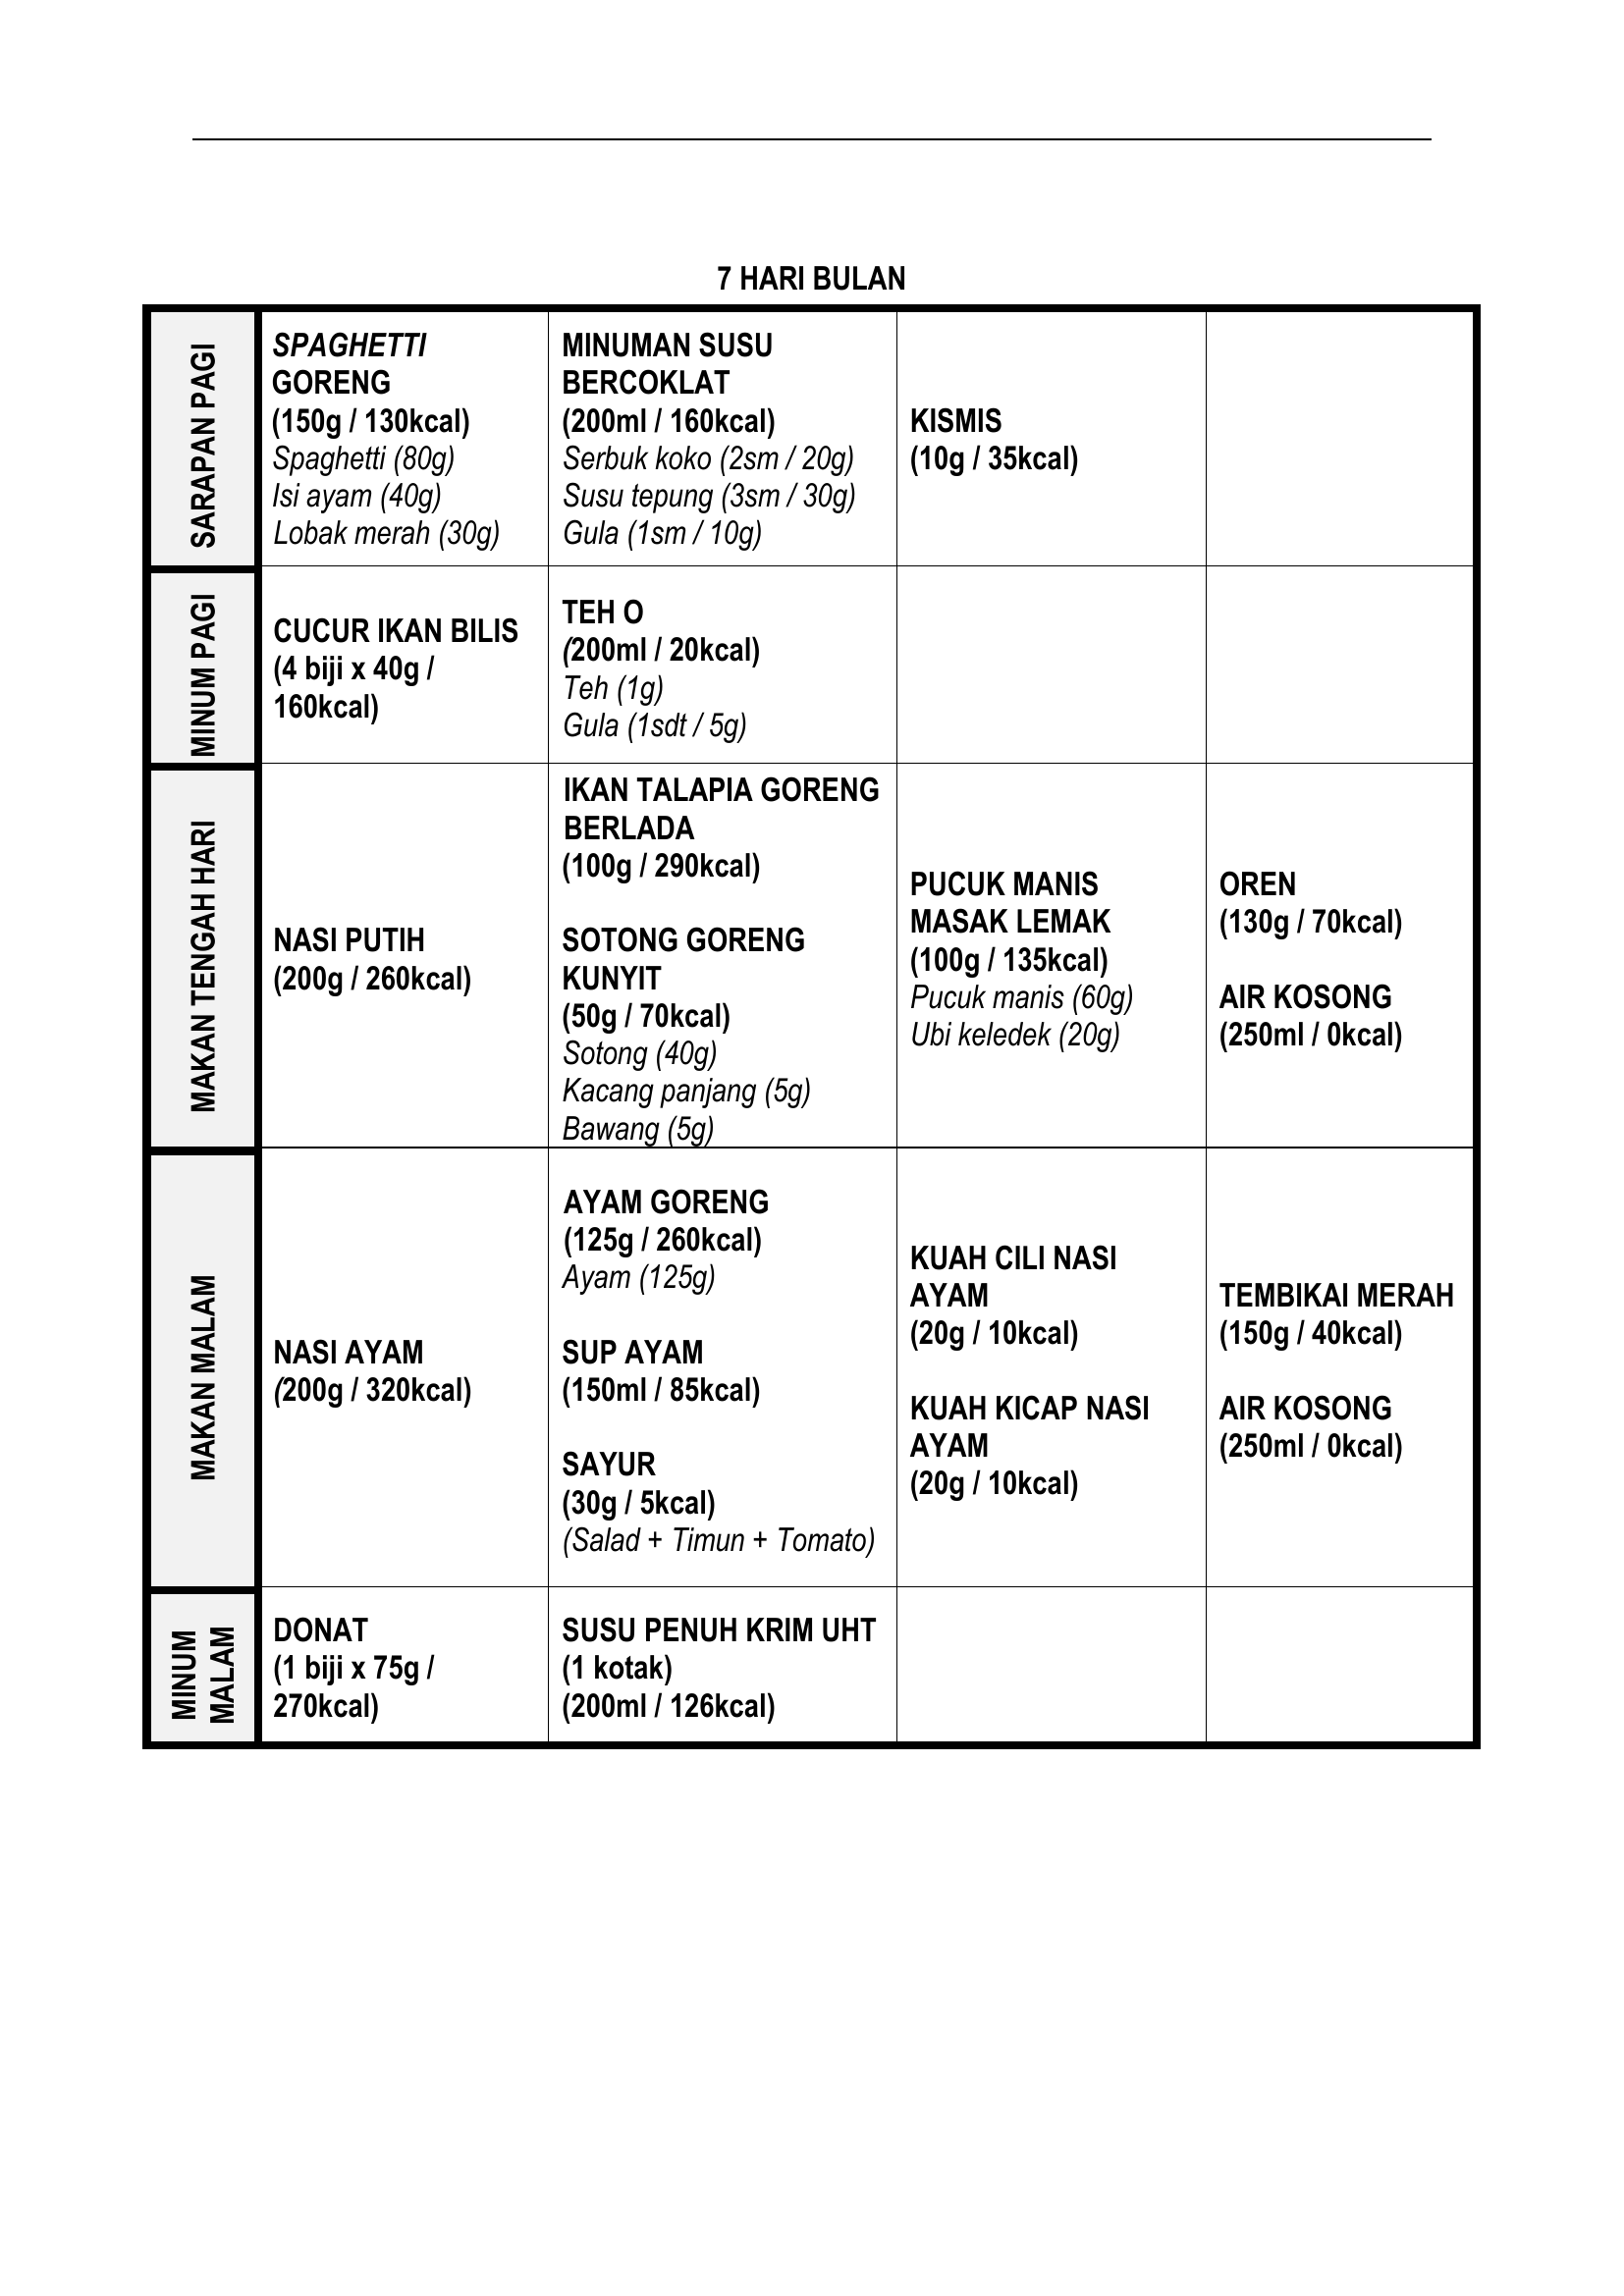 7 HARI BULAN
SARAPAN PAGI
SPAGHETTI
GORENG
(150g / 130kcal)
Spaghetti (80g)
Isi ayam (40g)
Lobak merah (30g)
MINUMAN SUSU
BERCOKLAT
(200ml / 160kcal)
Serbuk koko (2sm / 20g)
Susu tepung (3sm / 30g)
Gula (1sm / 10g)
KISMIS
(10g / 35kcal)
MINUM PAGI
CUCUR IKAN BILIS
(4 biji x 40g /
160kcal)
TEH O
(200ml / 20kcal)
Teh (1g)
Gula (1sdt / 5g)
MAKAN TENGAH HARI
NASI PUTIH
(200g / 260kcal)
IKAN TALAPIA GORENG
BERLADA
(100g / 290kcal)
SOTONG GORENG
KUNYIT
(50g / 70kcal)
Sotong (40g)
Kacang panjang (5g)
Bawang (5g)
PUCUK MANIS
MASAK LEMAK
(100g / 135kcal)
Pucuk manis (60g)
Ubi keledek (20g)
OREN
(130g / 70kcal)
AIR KOSONG
(250ml / 0kcal)
MAKAN MALAM
NASI AYAM
(200g / 320kcal)
AYAM GORENG
(125g / 260kcal)
Ayam (125g)
SUP AYAM
(150ml / 85kcal)
SAYUR
(30g / 5kcal)
(Salad + Timun + Tomato)
KUAH CILI NASI
AYAM
(20g / 10kcal)
KUAH KICAP NASI
AYAM
(20g / 10kcal)
TEMBIKAI MERAH
(150g / 40kcal)
AIR KOSONG
(250ml / 0kcal)
MINUM
MALAM
DONAT
(1 biji x 75g /
270kcal)
SUSU PENUH KRIM UHT
(1 kotak)
(200ml / 126kcal)